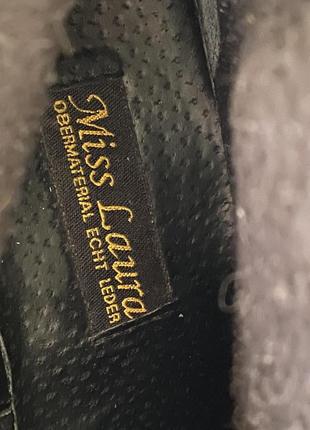 Miss Laura
OBERMATERIAL ECHT LEDER